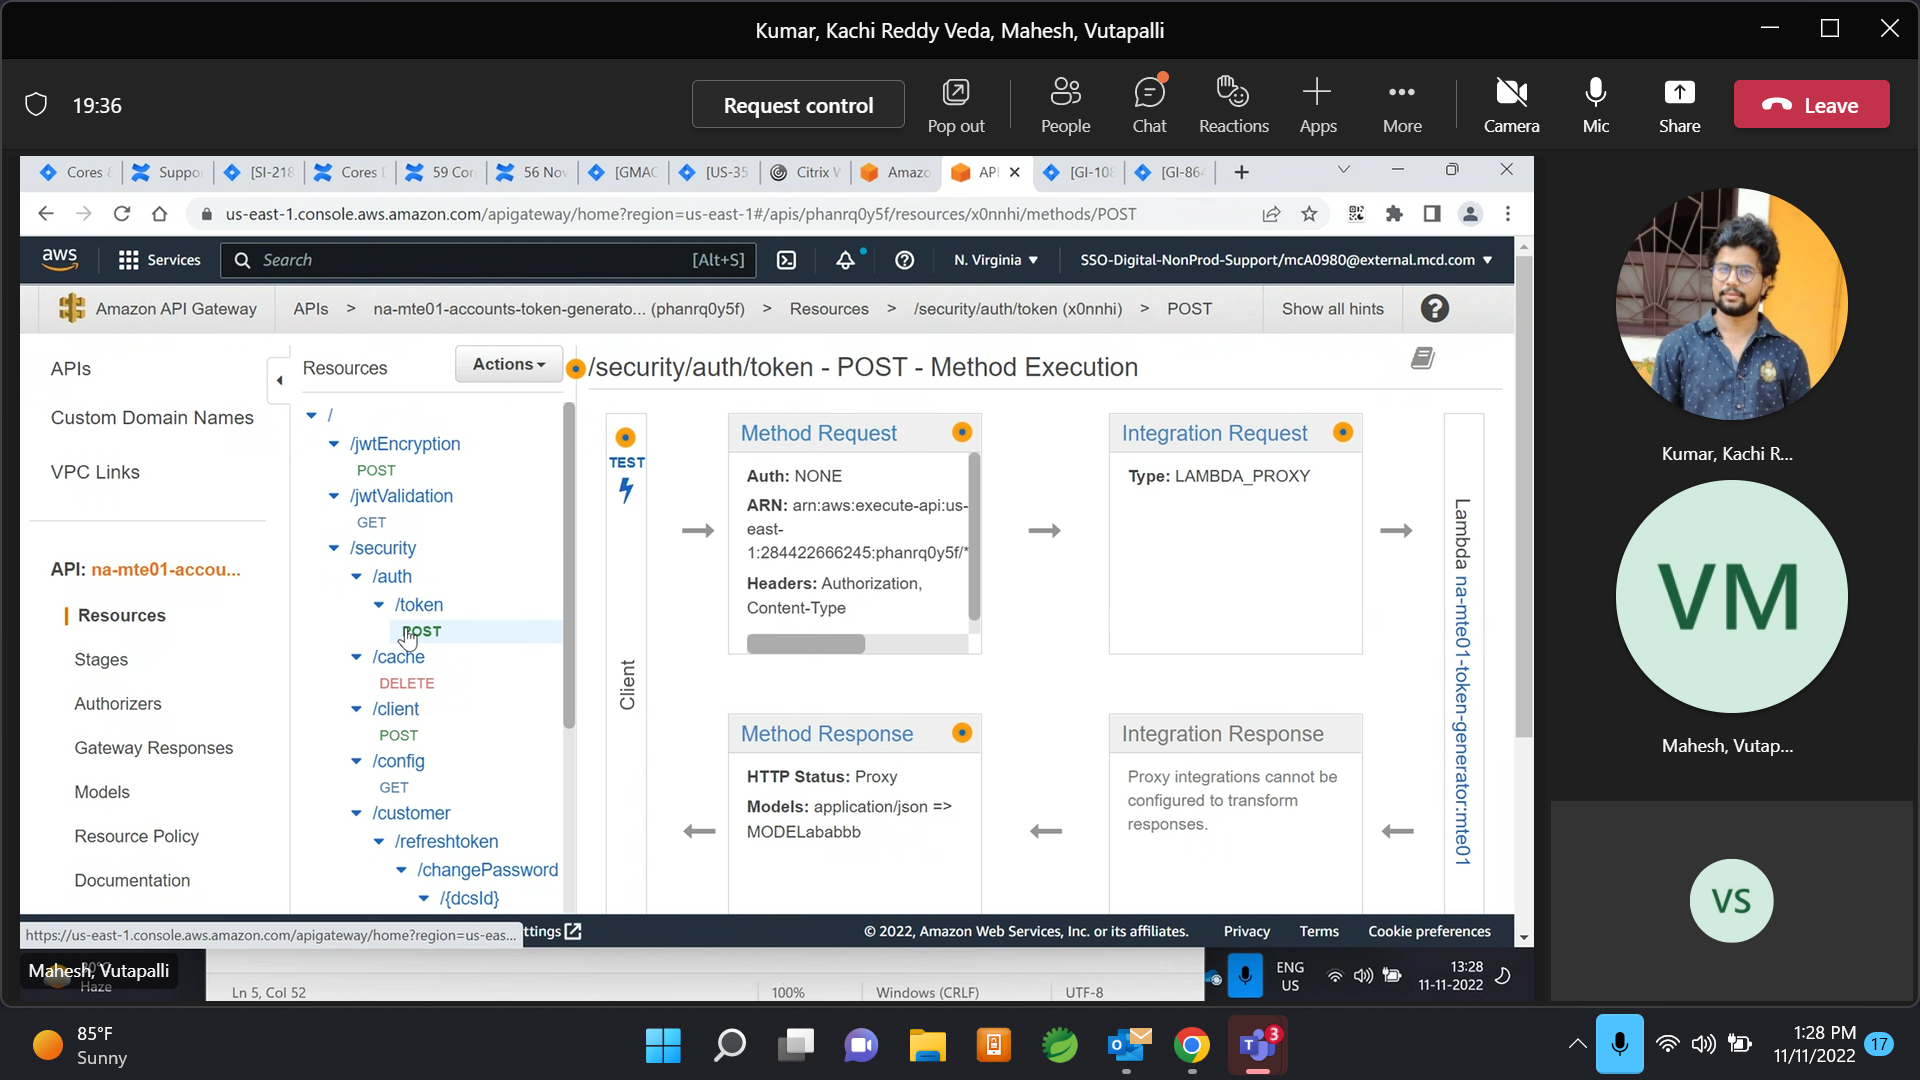 Kumar, Kachi Reddy Veda, Mahesh, Vutapalli
19:36
Request control
Pop out
People
Chat
Reactions
Apps
More
Camera
Mic
Share
Leave
Cores
Suppo
[SI-218
Cores
59 Cor
56 Nov
[GMAC
[US-35
Citrix
Amazo
API
[GI-108
[GI-864
us-east-1.console.aws.amazon.com/apigateway/home?region=us-east-1#/apis/phanrq0y5f/resources/x0nnhi/methods/POST
aws
Services
Search
[Alt+S]
N. Virginia
SSO-Digital-NonProd-Support/mcA0980@external.mcd.com
Amazon API Gateway
APIs > na-mte01-accounts-token-generato... (phanrq0y5f) > Resources > /security/auth/token (x0nnhi) > POST
Show all hints
APIs
Custom Domain Names
VPC Links
API: na-mte01-accou...
Resources
Stages
Authorizers
Gateway Responses
Models
Resource Policy
Documentation
Resources
Actions
/
/jwtEncryption
POST
/jwtValidation
GET
/security
/auth
/token
POST
/cache
DELETE
/client
POST
/config
GET
/customer
/refreshtoken
/changePassword
/{dcsId}
/security/auth/token - POST - Method Execution
TEST
Client
Method Request
Auth: NONE
ARN: arn:aws:execute-api:us-
east-
1:284422666245:phanrq0y5f/*
Headers: Authorization,
Content-Type
Integration Request
Type: LAMBDA_PROXY
Lambda na-mte01-token-generator:mte01
Method Response
HTTP Status: Proxy
Models: application/json =>
MODELababbb
Integration Response
Proxy integrations cannot be
configured to transform
responses.
https://us-east-1.console.aws.amazon.com/apigateway/home?region=us-eas...
ttings
© 2022, Amazon Web Services, Inc. or its affiliates.
Privacy
Terms
Cookie preferences
Mahesh, Vutapalli
Haze
Ln 5, Col 52
100%
Windows (CRLF)
UTF-8
ENG
US
13:28
11-11-2022
Kumar, Kachi R...
VM
Mahesh, Vutap...
VS
85°F
Sunny
3
1:28 PM
11/11/2022
17